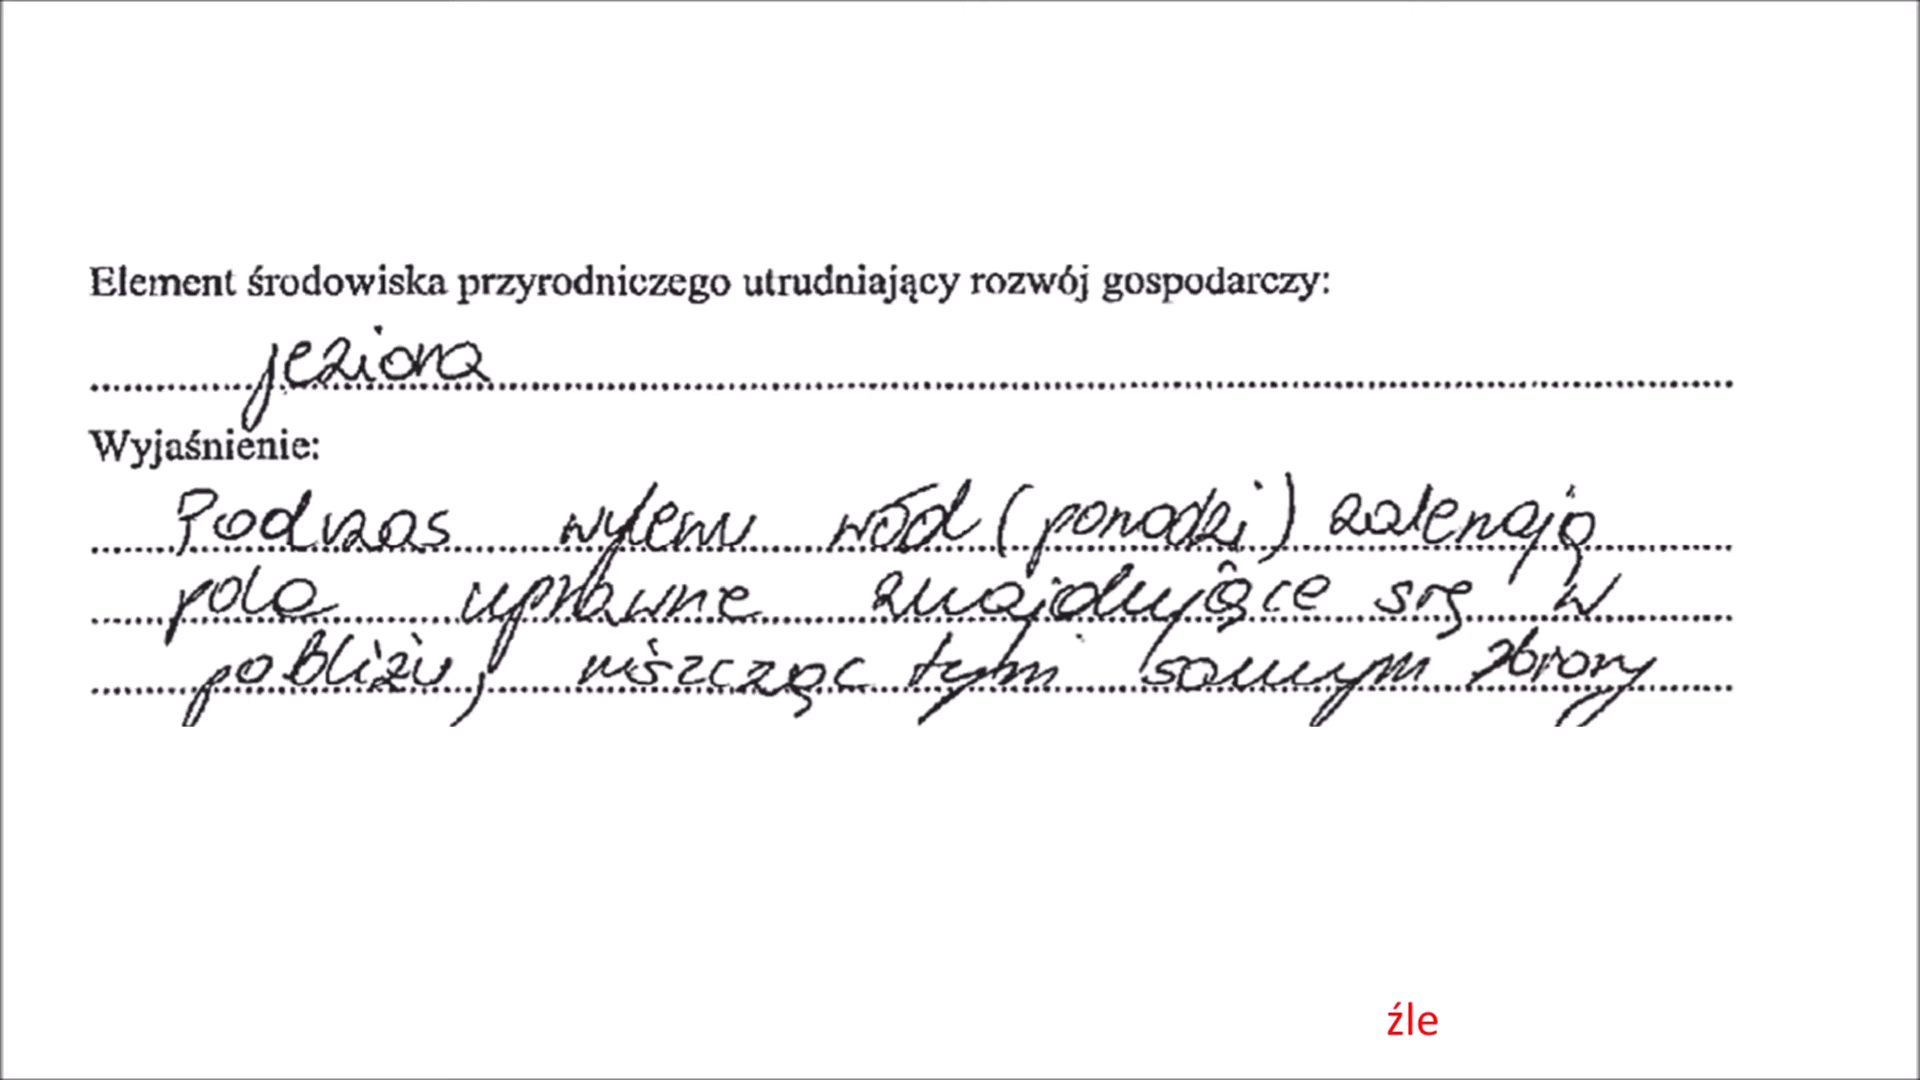 Element środowiska przyrodniczego utrudniający rozwój gospodarczy:
jeziora
Wyjaśnienie:
Podczas wylewu wód (powodzi) zalewają
pola uprawne znajdujące się w
pobliżu, niszcząc tym samym zbiory
źle